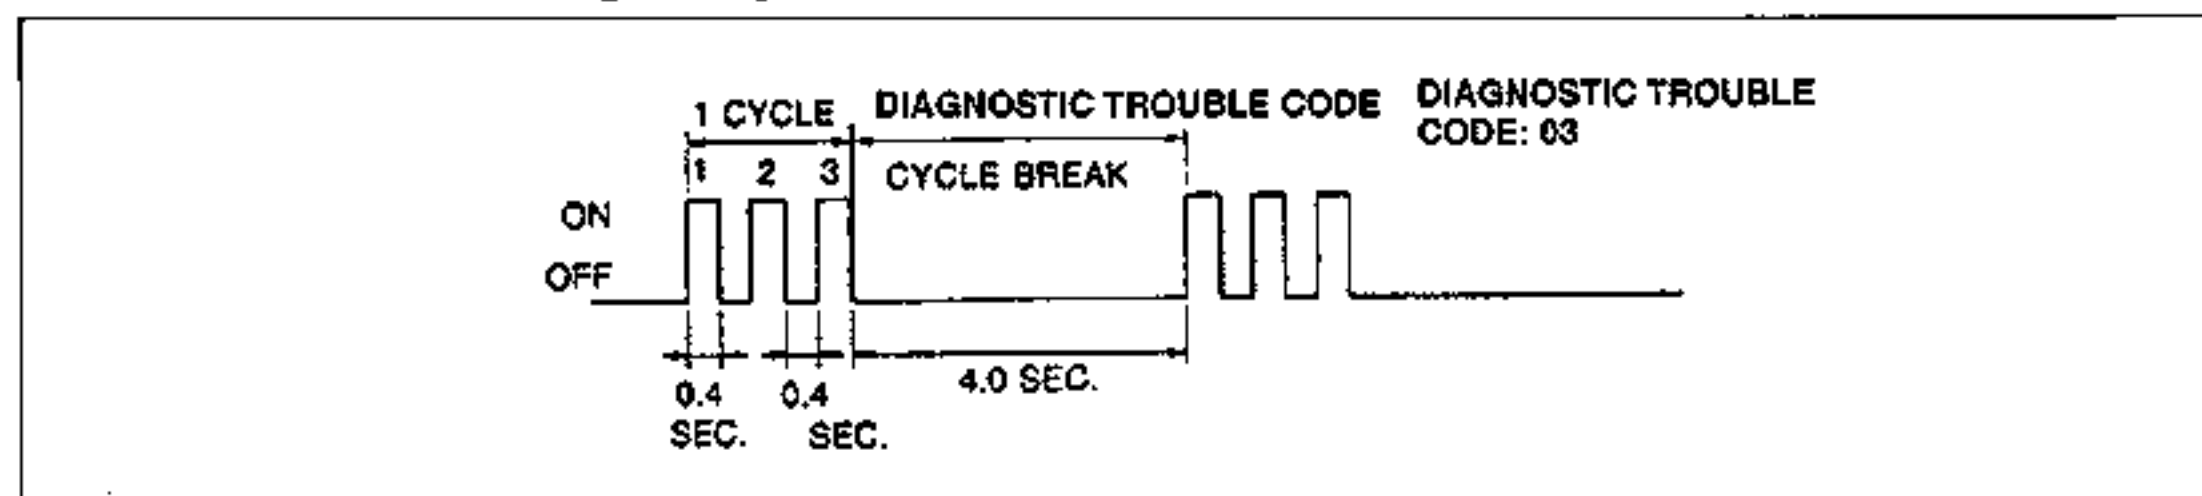 1 CYCLE
DIAGNOSTIC TROUBLE CODE
DIAGNOSTIC TROUBLE
CODE: 03
1 2 3
CYCLE BREAK
ON
OFF
0.4
SEC.
0.4
SEC.
4.0 SEC.